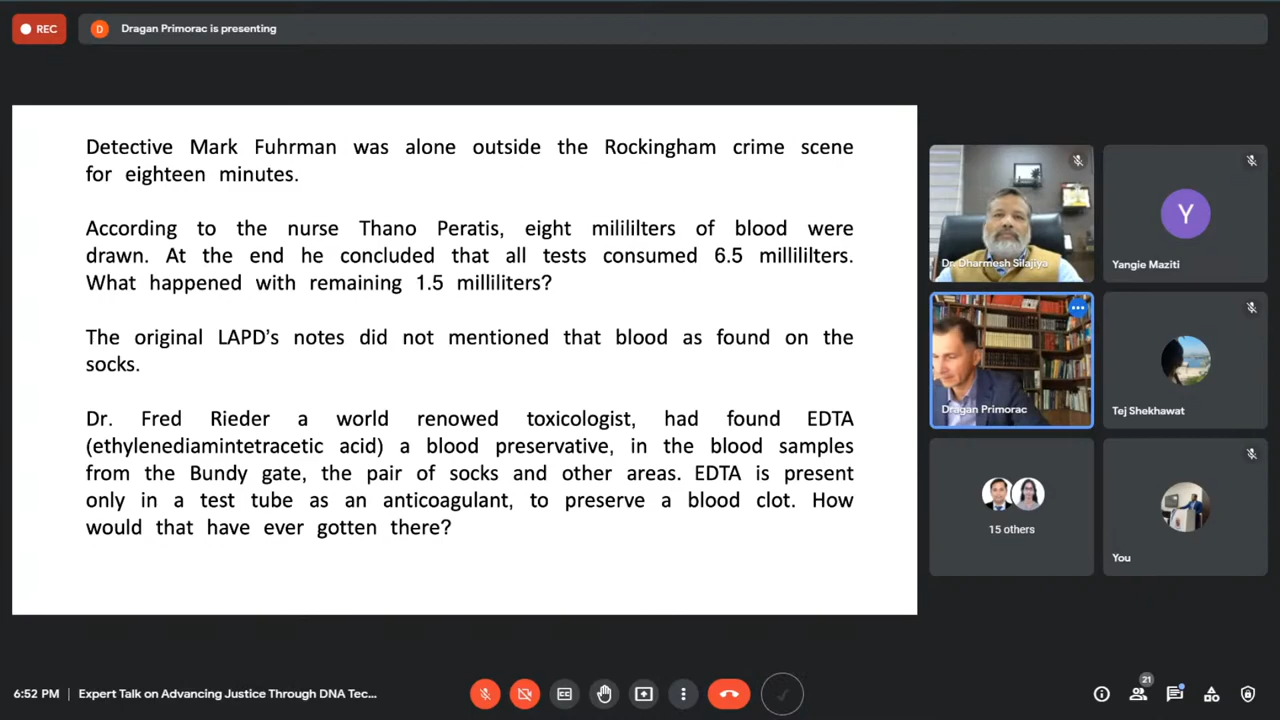 REC
D
Dragan Primorac is presenting
Detective Mark Fuhrman was alone outside the Rockingham crime scene
for eighteen minutes.
According to the nurse Thano Peratis, eight milililters of blood were
drawn. At the end he concluded that all tests consumed 6.5 millililters.
What happened with remaining 1.5 milliliters?
The original LAPD's notes did not mentioned that blood as found on the
socks.
Dr. Fred Rieder a world renowed toxicologist, had found EDTA
(ethylenediamintetracetic acid) a blood preservative, in the blood samples
from the Bundy gate, the pair of socks and other areas. EDTA is present
only in a test tube as an anticoagulant, to preserve a blood clot. How
would that have ever gotten there?
Dr. Dharmesh Silajiya
Y
Yangie Maziti
Dragan Primorac
Tej Shekhawat
15 others
You
6:52 PM | Expert Talk on Advancing Justice Through DNA Tec...
21